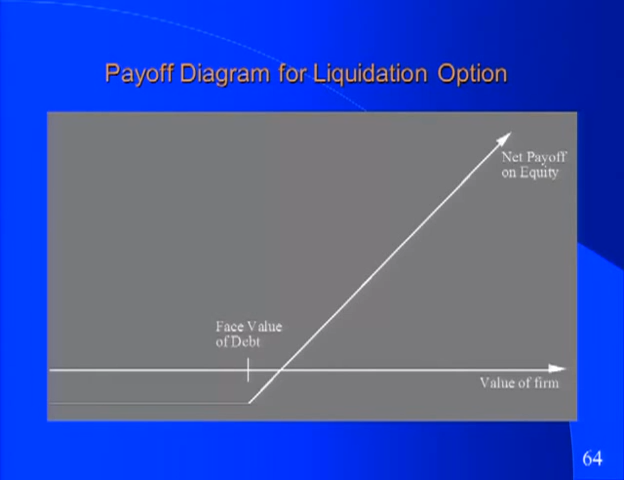 Payoff Diagram for Liquidation Option
Net Payoff
on Equity
Face Value
of Debt
Value of firm
64